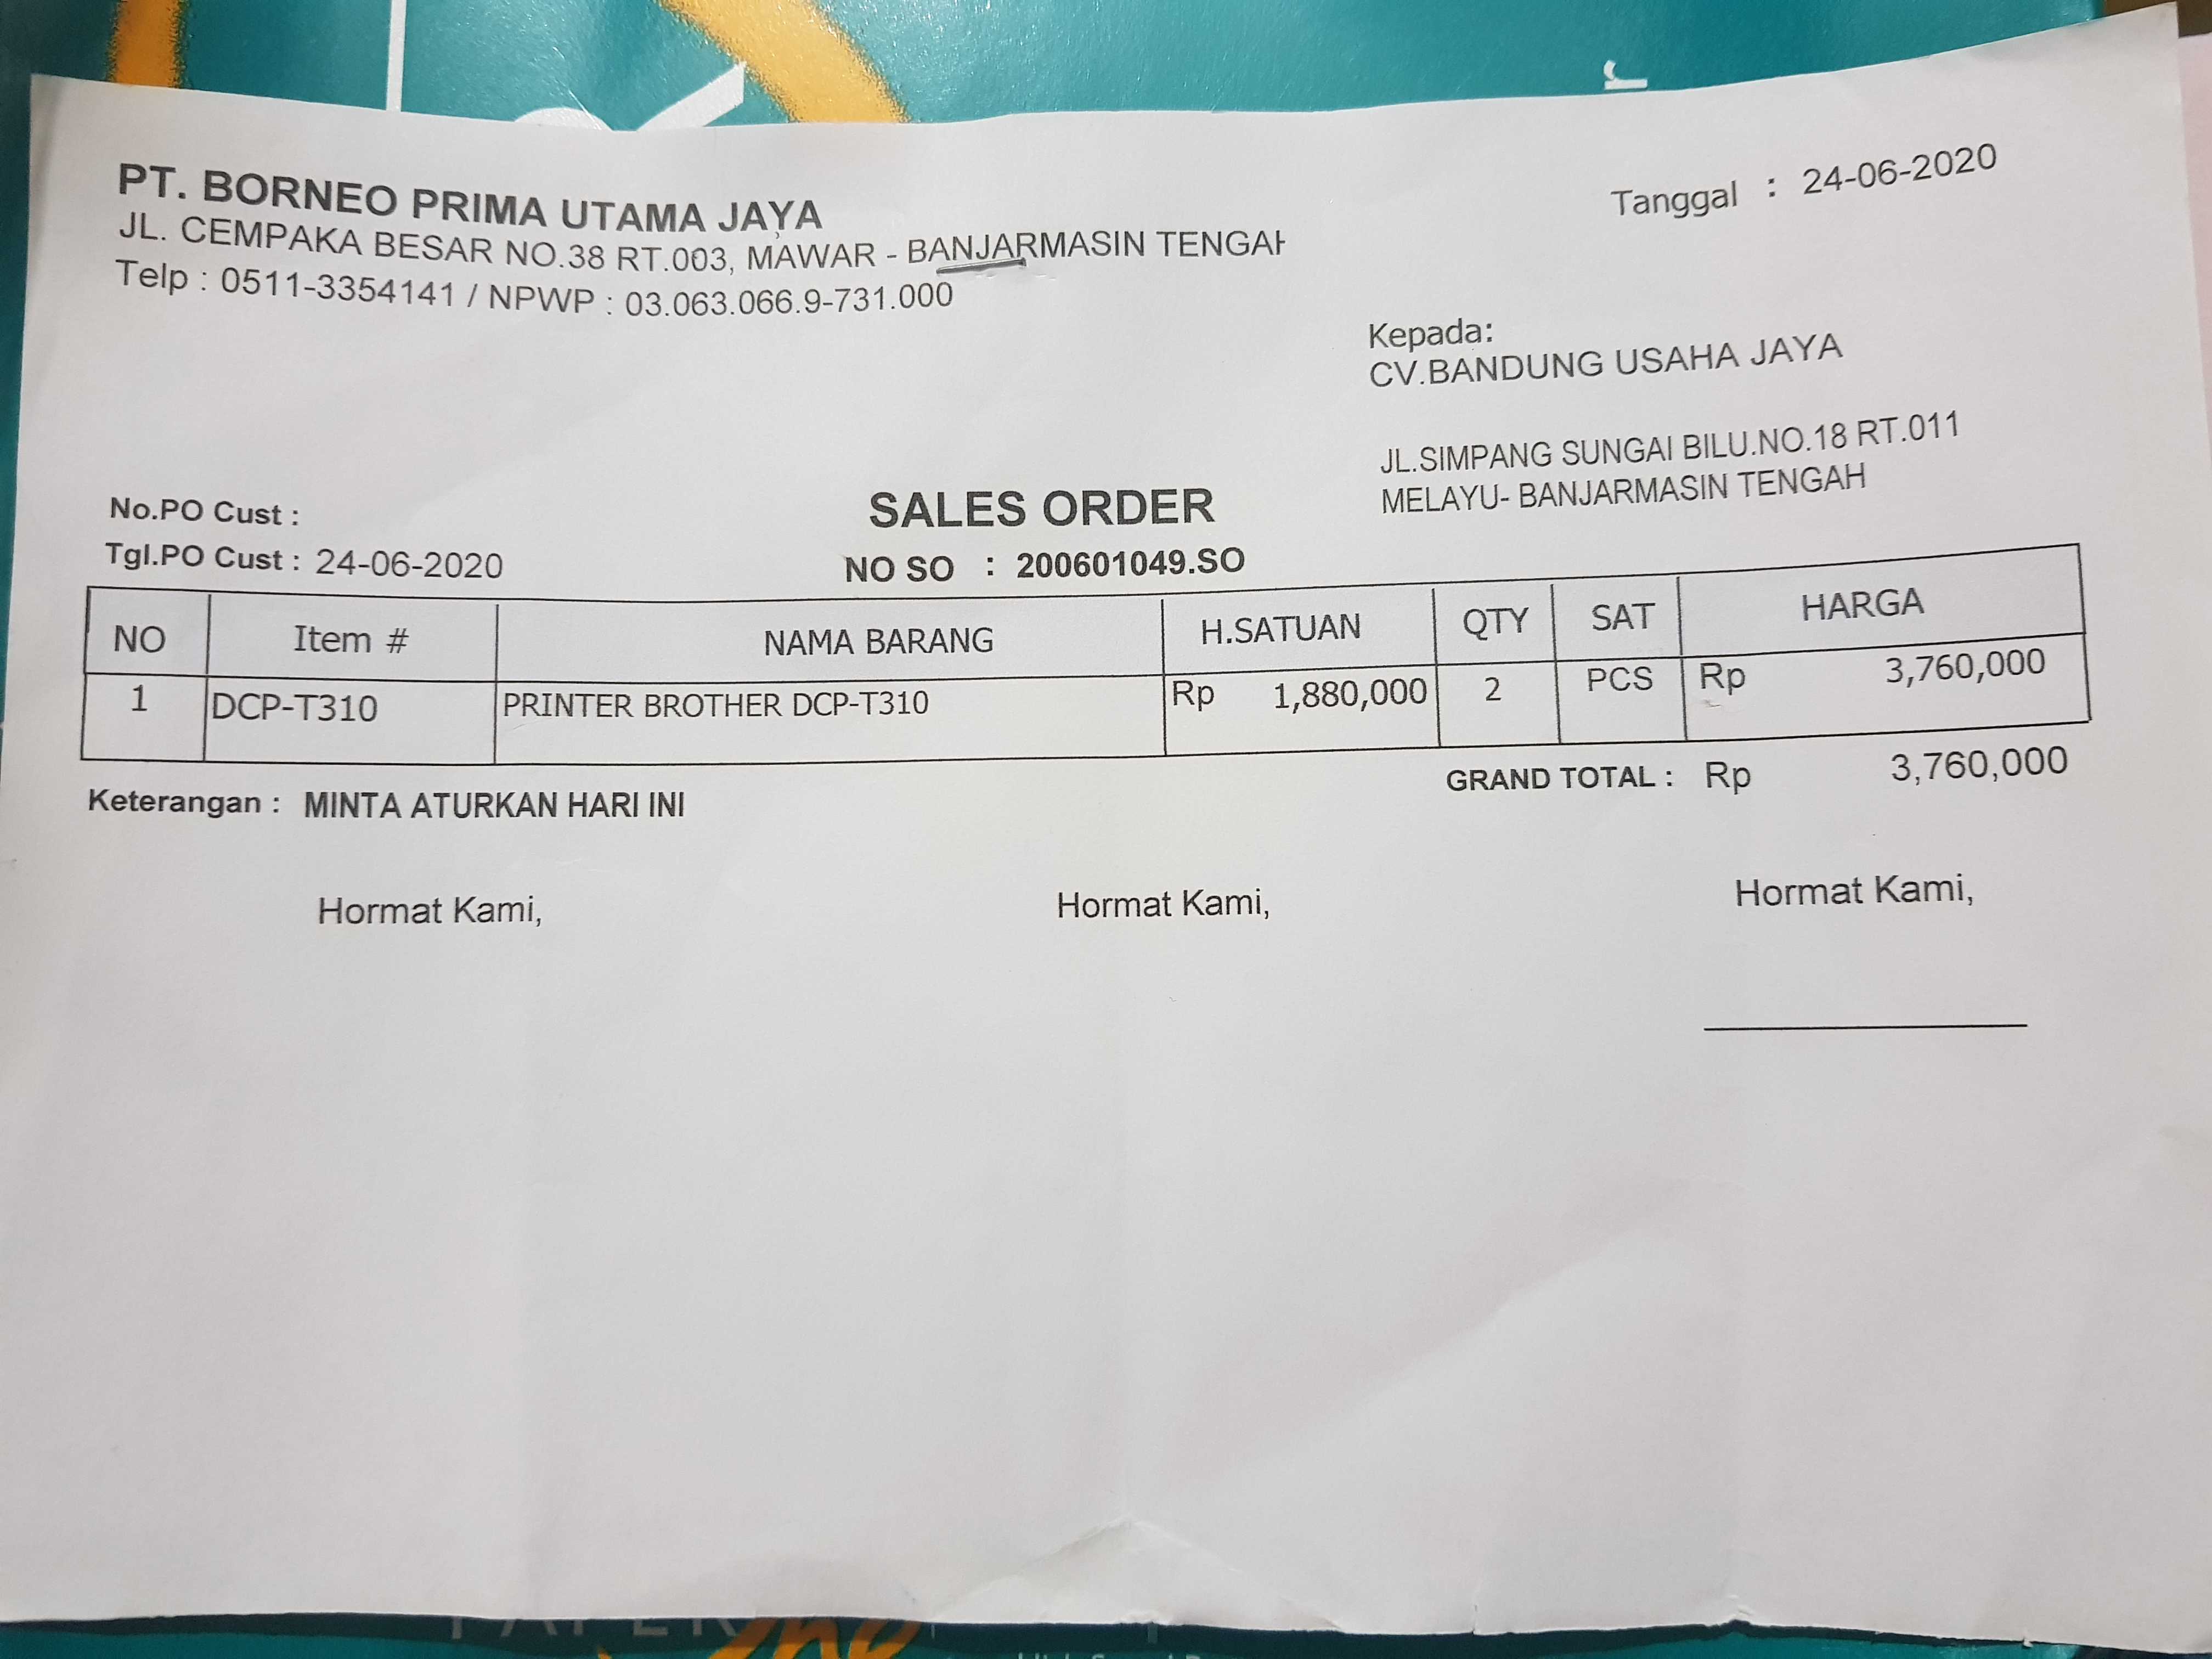 PT. BORNEO PRIMA UTAMA JAYA
JL. CEMPAKA BESAR NO.38 RT.003, MAWAR - BANJARMASIN TENGAH
Telp : 0511-3354141 / NPWP : 03.063.066.9-731.000
Tanggal : 24-06-2020
Kepada:
CV.BANDUNG USAHA JAYA
JL.SIMPANG SUNGAI BILU.NO.18 RT.011
MELAYU- BANJARMASIN TENGAH
No.PO Cust :
Tgl.PO Cust : 24-06-2020
SALES ORDER
NO SO : 200601049.SO
NO Item # NAMA BARANG H.SATUAN QTY SAT HARGA
1 DCP-T310 PRINTER BROTHER DCP-T310 Rp 1,880,000 2 PCS Rp 3,760,000
GRAND TOTAL : Rp 3,760,000
Keterangan : MINTA ATURKAN HARI INI
Hormat Kami, Hormat Kami, Hormat Kami,